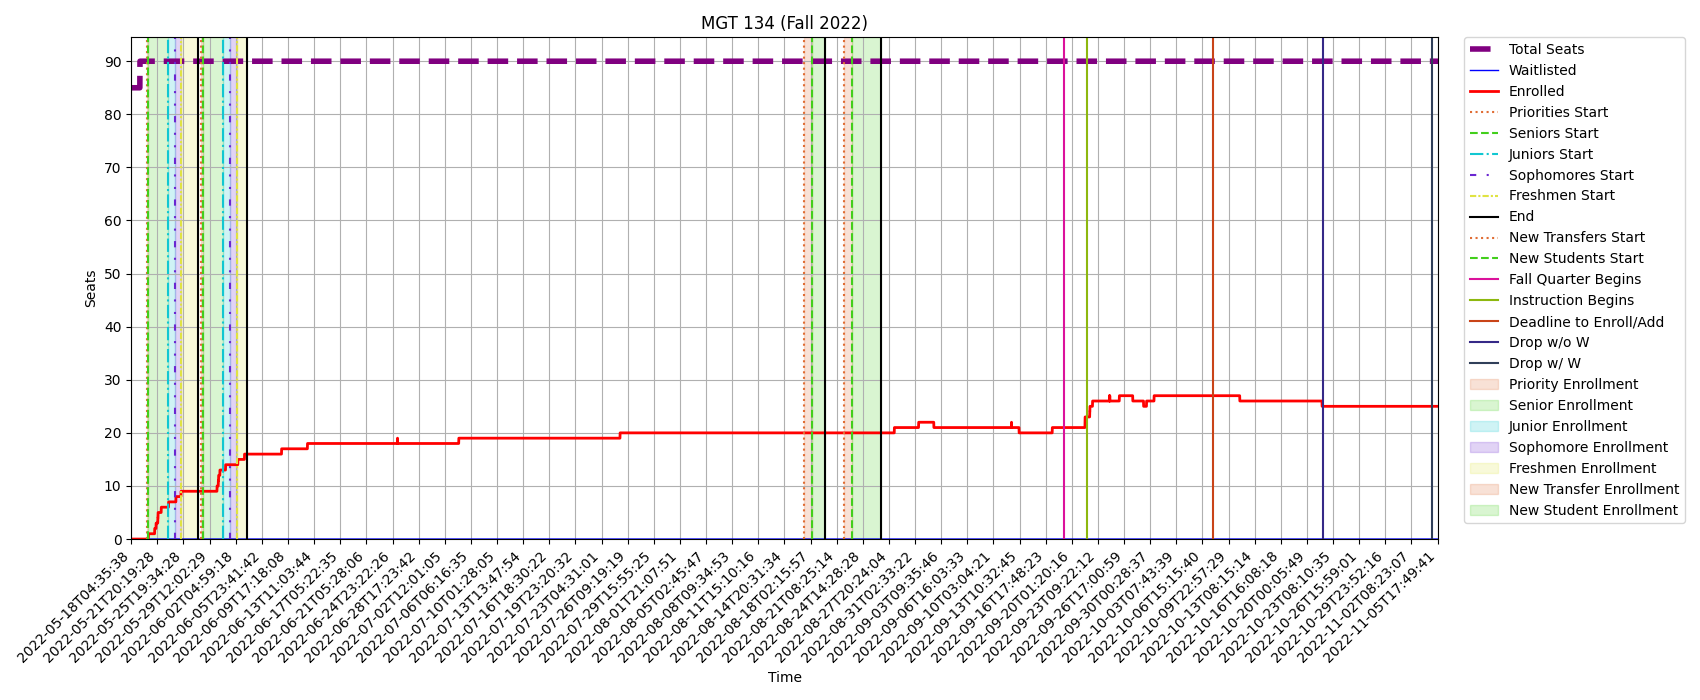 MGT 134 (Fall 2022)
Seats
90
80
70
60
50
40
30
20
10
0
2022-05-18T04:35:38
2022-05-21T20:19:28
2022-05-25T19:34:28
2022-05-29T12:02:29
2022-06-02T04:59:18
2022-06-05T23:41:42
2022-06-09T17:18:08
2022-06-13T11:03:44
2022-06-17T05:22:35
2022-06-21T05:28:06
2022-06-24T23:22:26
2022-06-28T17:23:42
2022-07-02T12:01:05
2022-07-06T06:16:35
2022-07-10T01:28:05
2022-07-13T13:47:54
2022-07-16T18:30:22
2022-07-19T23:20:32
2022-07-23T04:31:01
2022-07-26T09:19:19
2022-07-29T15:55:25
2022-08-01T21:07:51
2022-08-05T02:45:47
2022-08-08T09:34:53
2022-08-11T15:10:16
2022-08-14T20:31:34
2022-08-18T02:15:57
2022-08-21T08:25:14
2022-08-24T14:28:28
2022-08-27T20:24:04
2022-08-31T02:33:22
2022-09-03T09:35:46
2022-09-06T16:03:33
2022-09-10T03:04:21
2022-09-13T10:32:45
2022-09-16T17:48:23
2022-09-20T01:20:16
2022-09-23T09:22:12
2022-09-26T17:00:59
2022-09-30T00:28:37
2022-10-03T07:43:39
2022-10-06T15:15:40
2022-10-09T22:57:29
2022-10-13T08:15:14
2022-10-16T16:08:18
2022-10-20T00:05:49
2022-10-23T08:10:35
2022-10-26T15:59:01
2022-10-29T23:52:16
2022-11-02T08:23:07
2022-11-05T17:49:41
Time
Total Seats
Waitlisted
Enrolled
Priorities Start
Seniors Start
Juniors Start
Sophomores Start
Freshmen Start
End
New Transfers Start
New Students Start
Fall Quarter Begins
Instruction Begins
Deadline to Enroll/Add
Drop w/o W
Drop w/ W
Priority Enrollment
Senior Enrollment
Junior Enrollment
Sophomore Enrollment
Freshmen Enrollment
New Transfer Enrollment
New Student Enrollment